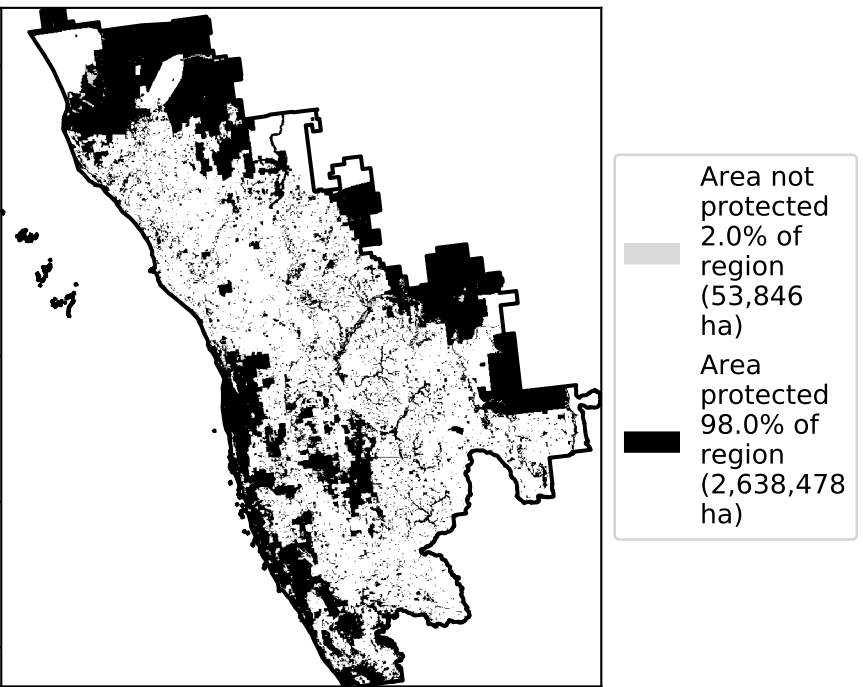 Area not
protected
2.0% of
region
(53,846
ha)
Area
protected
98.0% of
region
(2,638,478
ha)